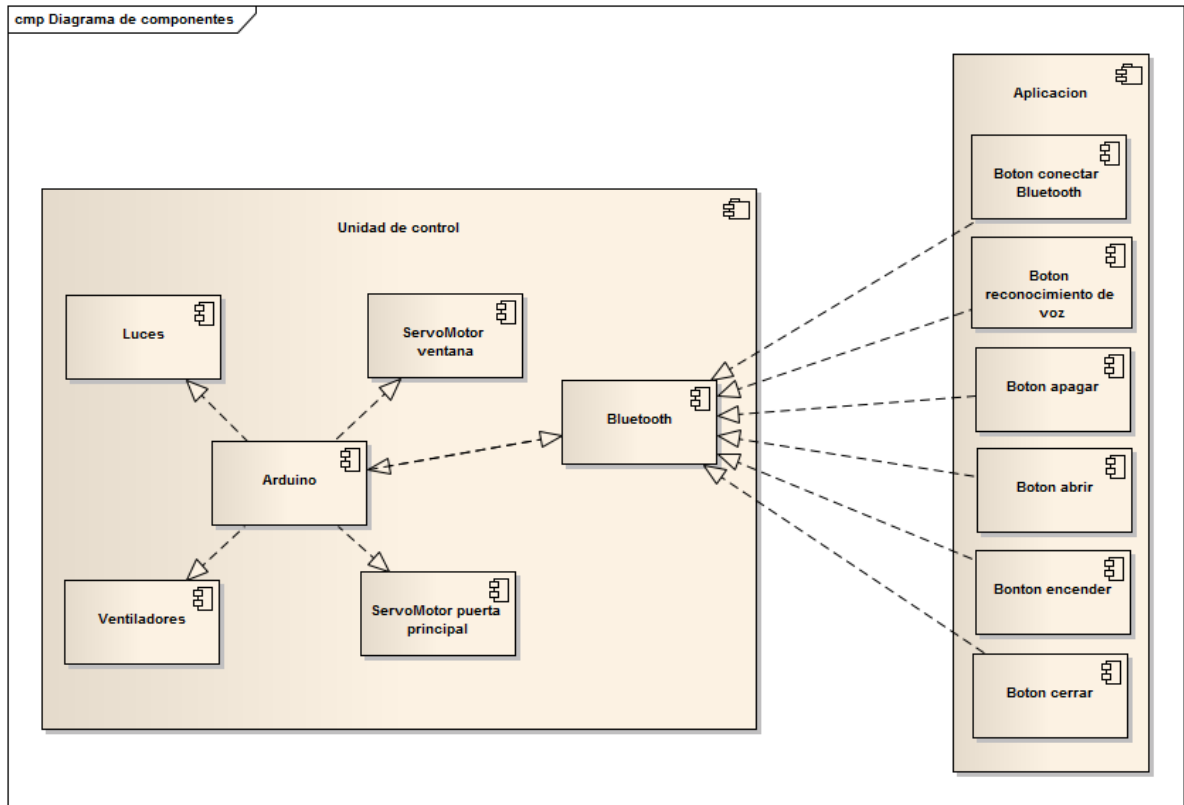 cmp Diagrama de componentes
Unidad de control
Luces
ServoMotor
ventana
Bluetooth
Arduino
Ventiladores
ServoMotor puerta
principal
Aplicacion
Boton conectar
Bluetooth
Boton
reconocimiento de
voz
Boton apagar
Boton abrir
Bonton encender
Boton cerrar